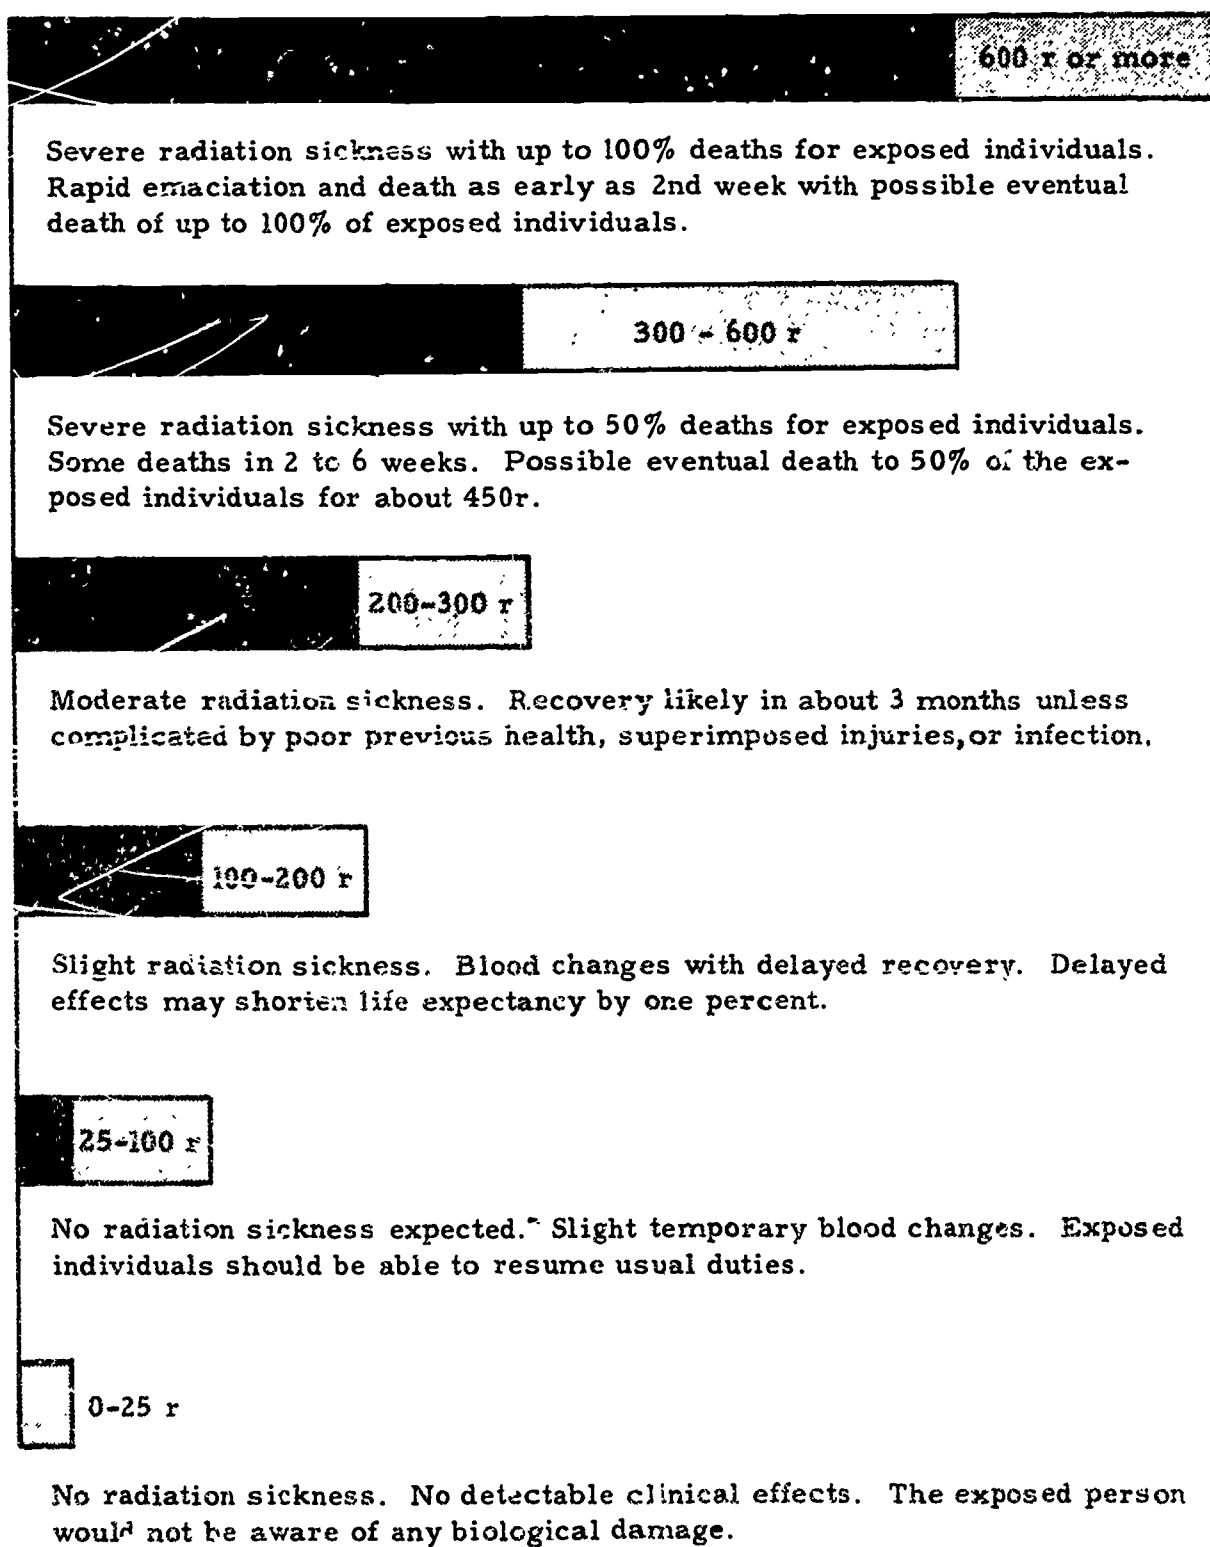 600 r or more
Severe radiation sickness with up to 100% deaths for exposed individuals.
Rapid emaciation and death as early as 2nd week with possible eventual
death of up to 100% of exposed individuals.
300 - 600 r
Severe radiation sickness with up to 50% deaths for exposed individuals.
Some deaths in 2 to 6 weeks. Possible eventual death to 50% of the ex-
posed individuals for about 450r.
200-300 r
Moderate radiation sickness. Recovery likely in about 3 months unless
complicated by poor previous health, superimposed injuries, or infection.
100-200 r
Slight radiation sickness. Blood changes with delayed recovery. Delayed
effects may shorten life expectancy by one percent.
25-100 r
No radiation sickness expected. Slight temporary blood changes. Exposed
individuals should be able to resume usual duties.
0-25 r
No radiation sickness. No detectable clinical effects. The exposed person
would not be aware of any biological damage.